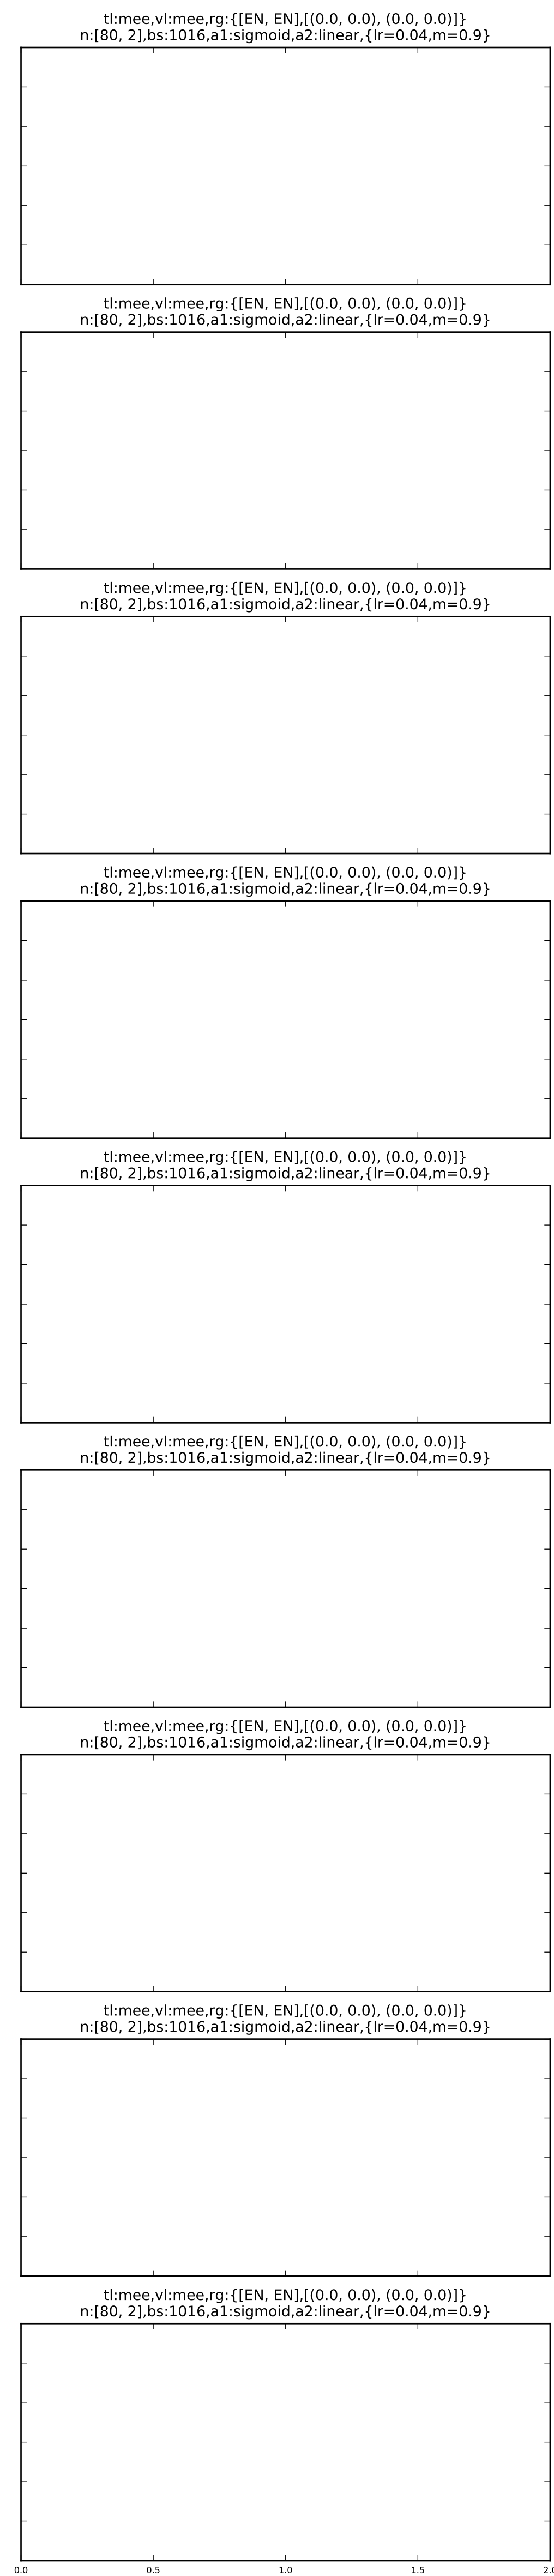 tl:mee,vl:mee,rg:{[EN, EN],[(0.0, 0.0), (0.0, 0.0)]}
n:[80, 2],bs:1016,a1:sigmoid,a2:linear,{lr=0.04,m=0.9}
tl:mee,vl:mee,rg:{[EN, EN],[(0.0, 0.0), (0.0, 0.0)]}
n:[80, 2],bs:1016,a1:sigmoid,a2:linear,{lr=0.04,m=0.9}
tl:mee,vl:mee,rg:{[EN, EN],[(0.0, 0.0), (0.0, 0.0)]}
n:[80, 2],bs:1016,a1:sigmoid,a2:linear,{lr=0.04,m=0.9}
tl:mee,vl:mee,rg:{[EN, EN],[(0.0, 0.0), (0.0, 0.0)]}
n:[80, 2],bs:1016,a1:sigmoid,a2:linear,{lr=0.04,m=0.9}
tl:mee,vl:mee,rg:{[EN, EN],[(0.0, 0.0), (0.0, 0.0)]}
n:[80, 2],bs:1016,a1:sigmoid,a2:linear,{lr=0.04,m=0.9}
tl:mee,vl:mee,rg:{[EN, EN],[(0.0, 0.0), (0.0, 0.0)]}
n:[80, 2],bs:1016,a1:sigmoid,a2:linear,{lr=0.04,m=0.9}
tl:mee,vl:mee,rg:{[EN, EN],[(0.0, 0.0), (0.0, 0.0)]}
n:[80, 2],bs:1016,a1:sigmoid,a2:linear,{lr=0.04,m=0.9}
tl:mee,vl:mee,rg:{[EN, EN],[(0.0, 0.0), (0.0, 0.0)]}
n:[80, 2],bs:1016,a1:sigmoid,a2:linear,{lr=0.04,m=0.9}
tl:mee,vl:mee,rg:{[EN, EN],[(0.0, 0.0), (0.0, 0.0)]}
n:[80, 2],bs:1016,a1:sigmoid,a2:linear,{lr=0.04,m=0.9}
0.0 0.5 1.0 1.5 2.0